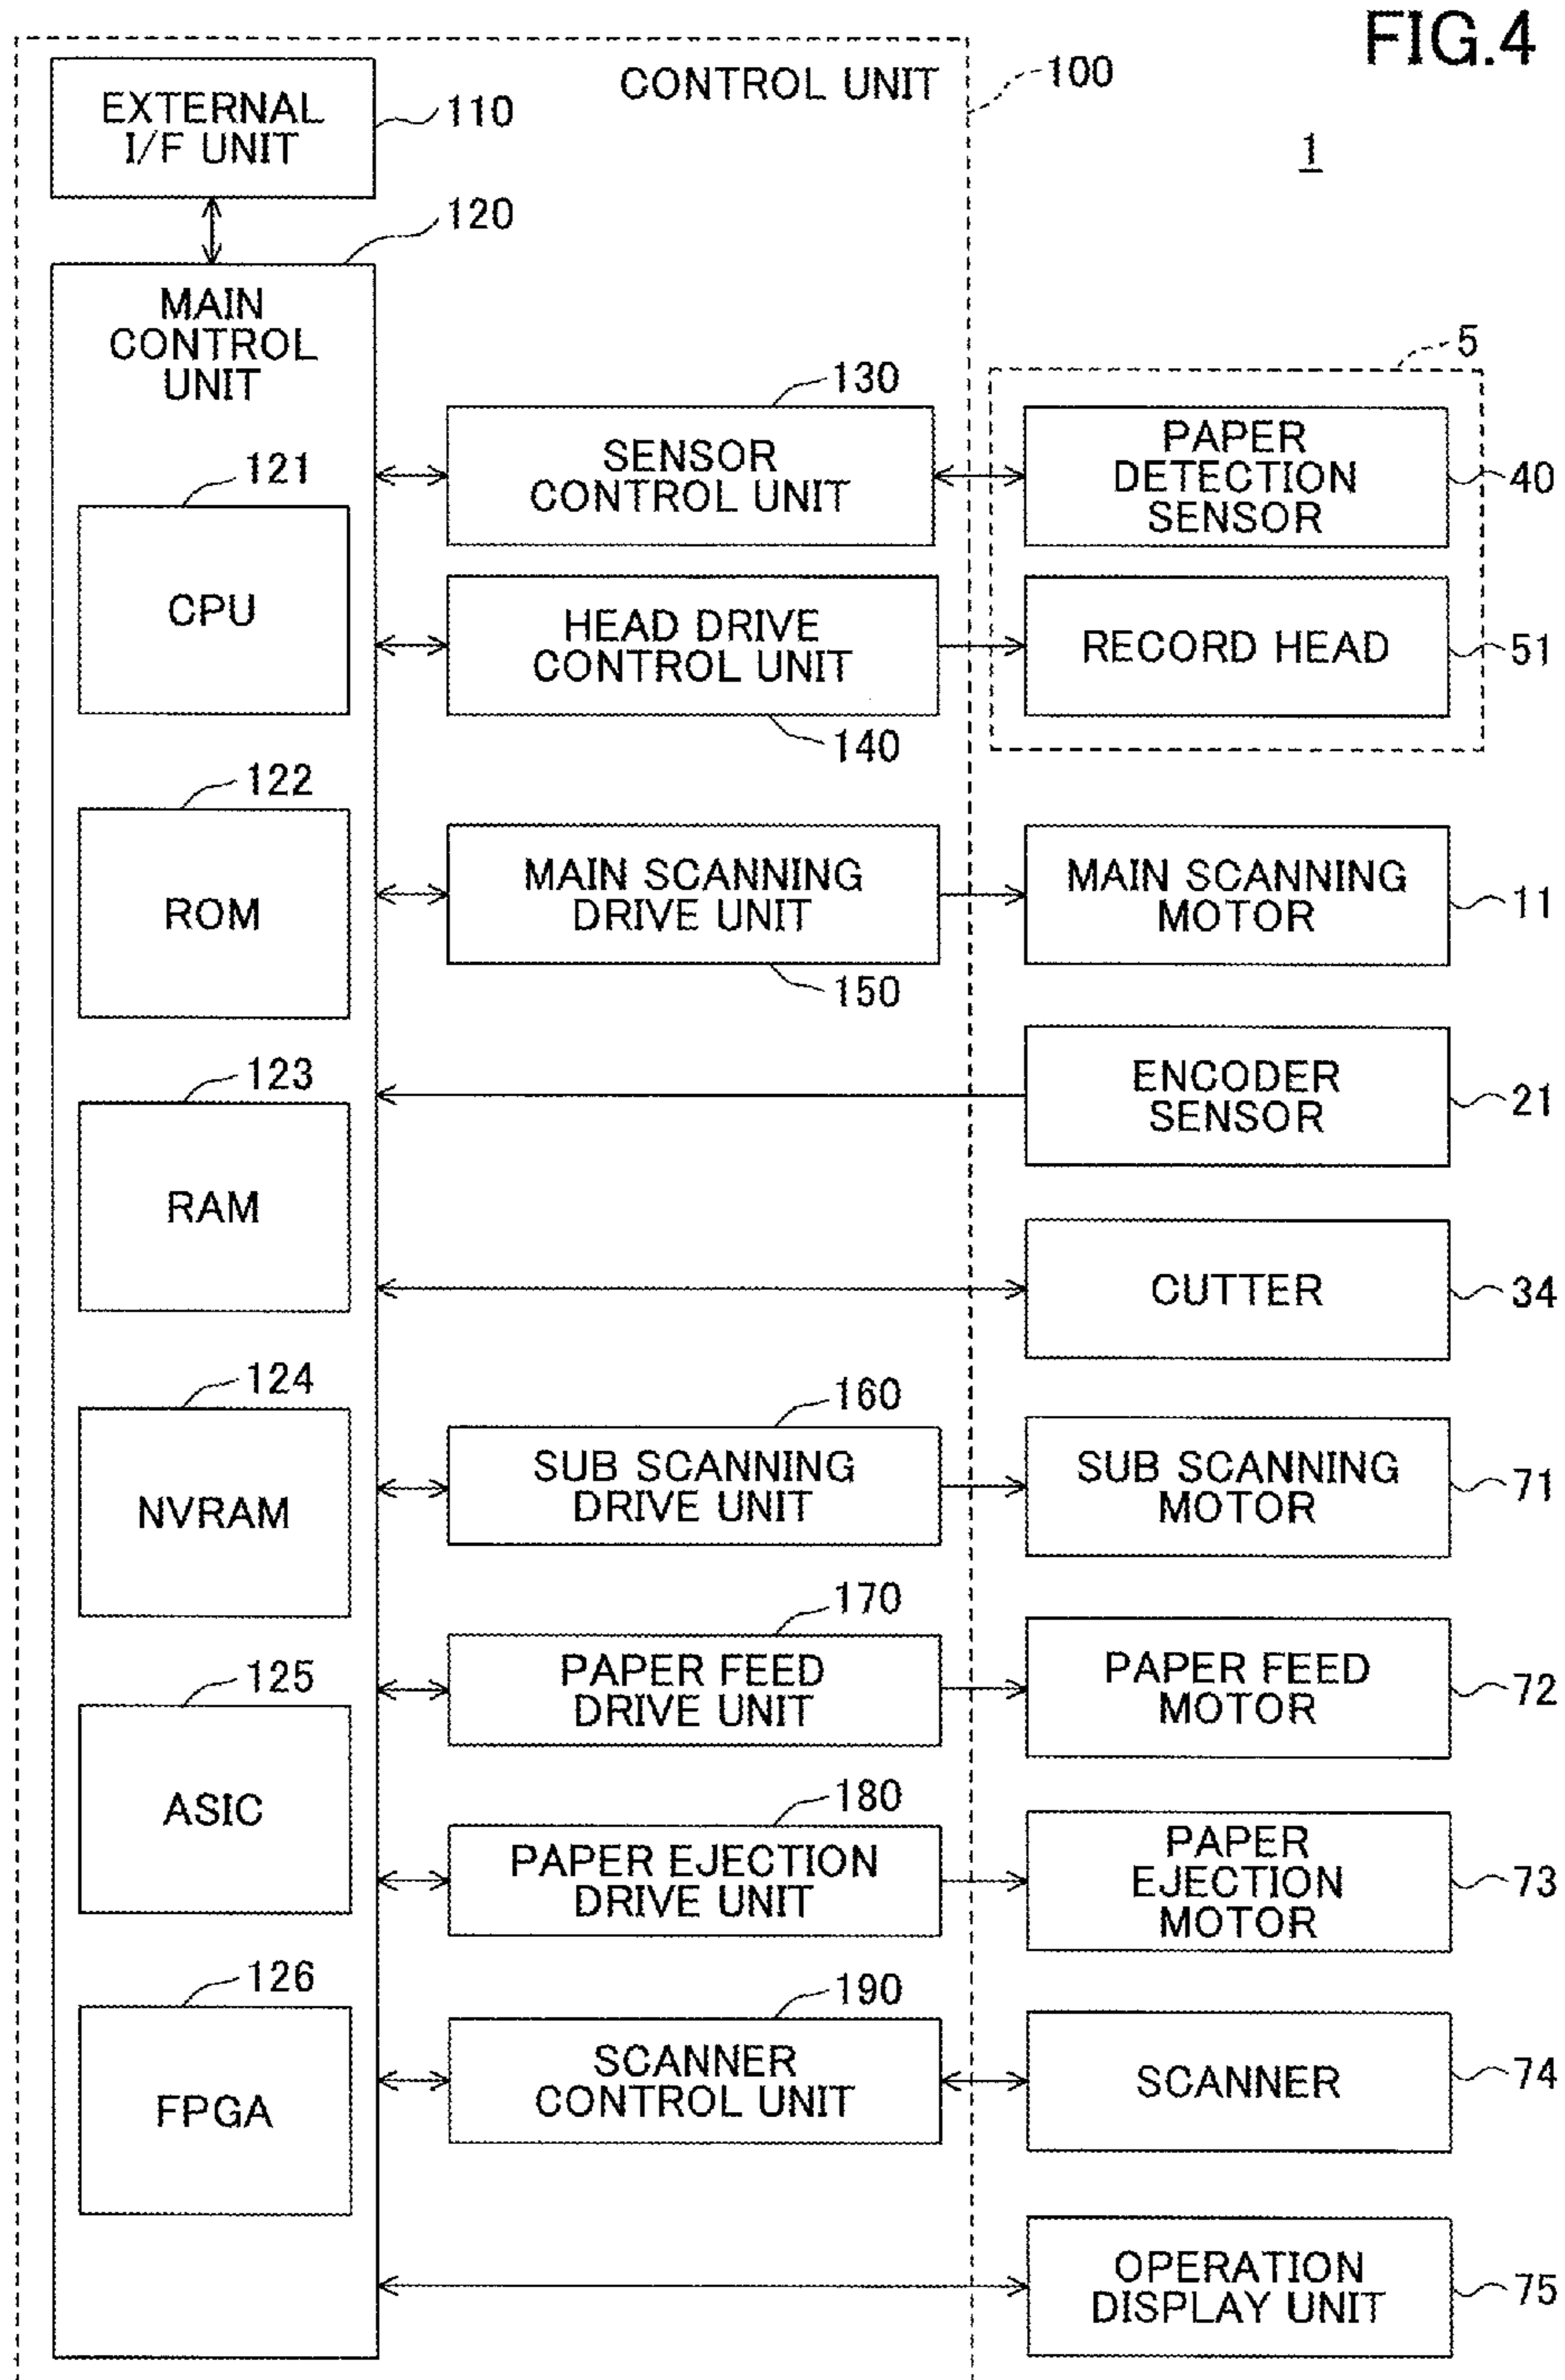 FIG.4
CONTROL UNIT
100
1
EXTERNAL
I/F UNIT
110
120
MAIN
CONTROL
UNIT
5
130
SENSOR
CONTROL UNIT
PAPER
DETECTION
SENSOR
40
121
CPU
HEAD DRIVE
CONTROL UNIT
140
RECORD HEAD
51
122
ROM
MAIN SCANNING
DRIVE UNIT
150
MAIN SCANNING
MOTOR
11
123
RAM
ENCODER
SENSOR
21
CUTTER
34
124
NVRAM
160
SUB SCANNING
DRIVE UNIT
SUB SCANNING
MOTOR
71
170
PAPER FEED
DRIVE UNIT
PAPER FEED
MOTOR
72
125
ASIC
180
PAPER EJECTION
DRIVE UNIT
PAPER
EJECTION
MOTOR
73
126
FPGA
190
SCANNER
CONTROL UNIT
SCANNER
74
OPERATION
DISPLAY UNIT
75